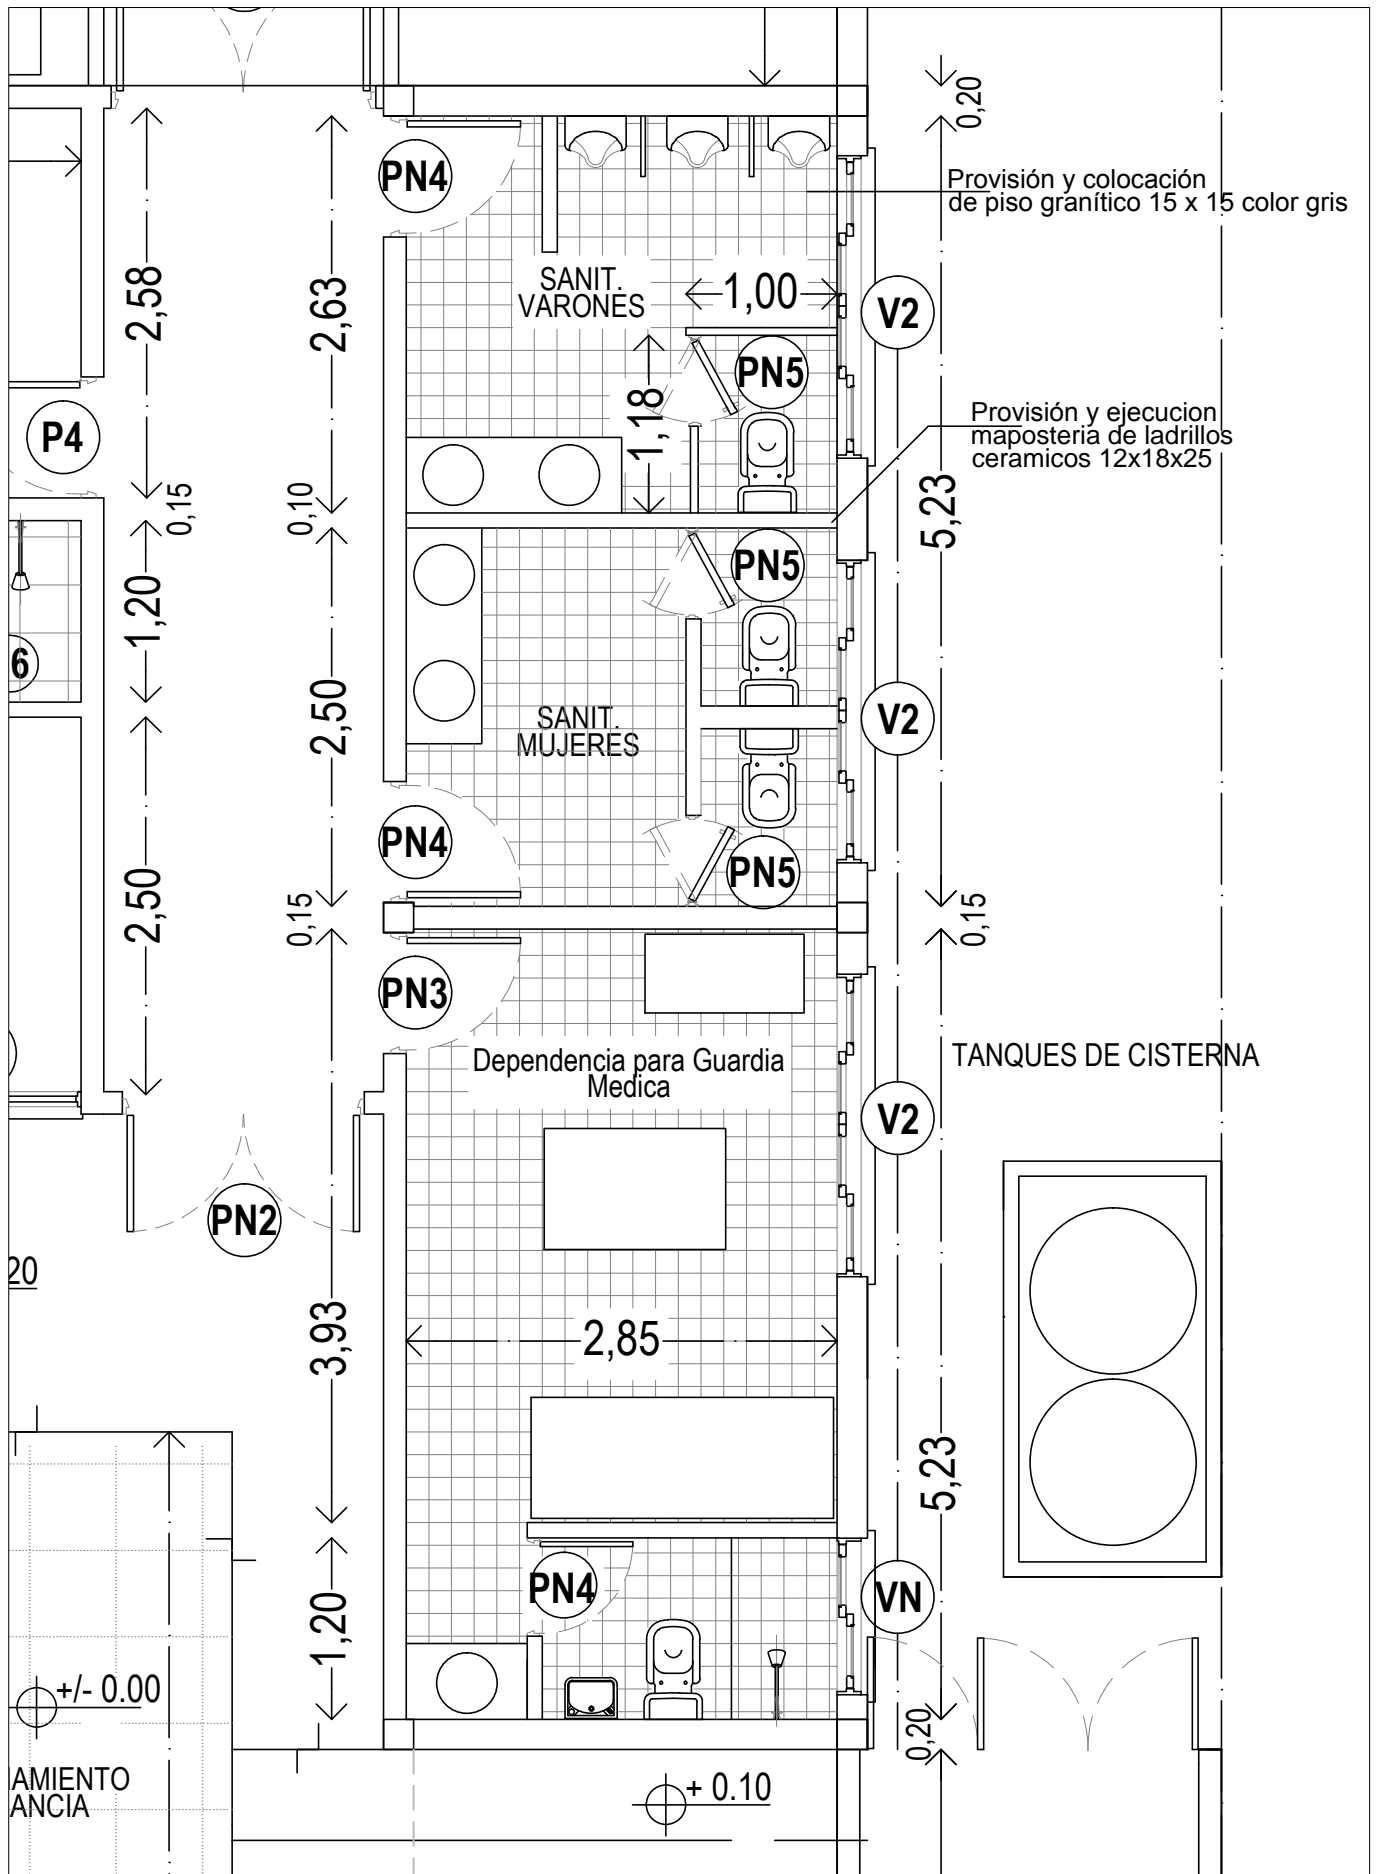 0,20
PN4
Provisión y colocación
de piso granítico 15 x 15 color gris
2,58
2,63
SANIT.
VARONES
1,00
V2
PN5
P4
1,18
Provisión y ejecucion
maposteria de ladrillos
ceramicos 12x18x25
0,15
0,10
5,23
1,20
PN5
6
2,50
SANIT.
MUJERES
V2
PN4
PN5
2,50
0,15
0,15
PN3
Dependencia para Guardia
Medica
TANQUES DE CISTERNA
V2
PN2
20
3,93
2,85
5,23
PN4
VN
1,20
+/- 0.00
0,20
IAMIENTO
ANCIA
+ 0.10